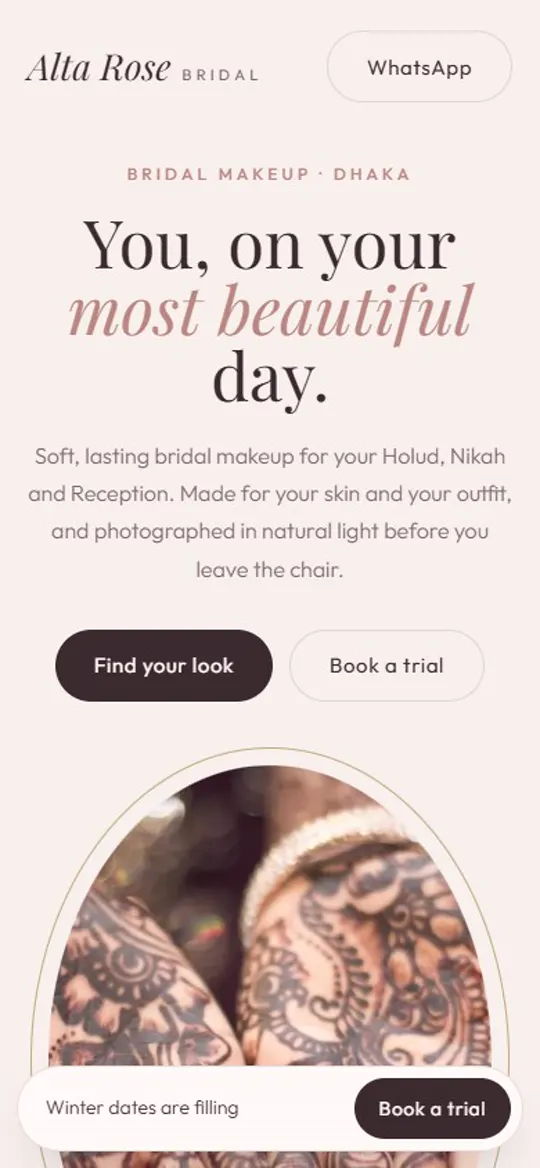 Alta Rose BRIDAL
WhatsApp
BRIDAL MAKEUP · DHAKA
You, on your
most beautiful
day.
Soft, lasting bridal makeup for your Holud, Nikah
and Reception. Made for your skin and your outfit,
and photographed in natural light before you
leave the chair.
Find your look
Book a trial
Winter dates are filling
Book a trial